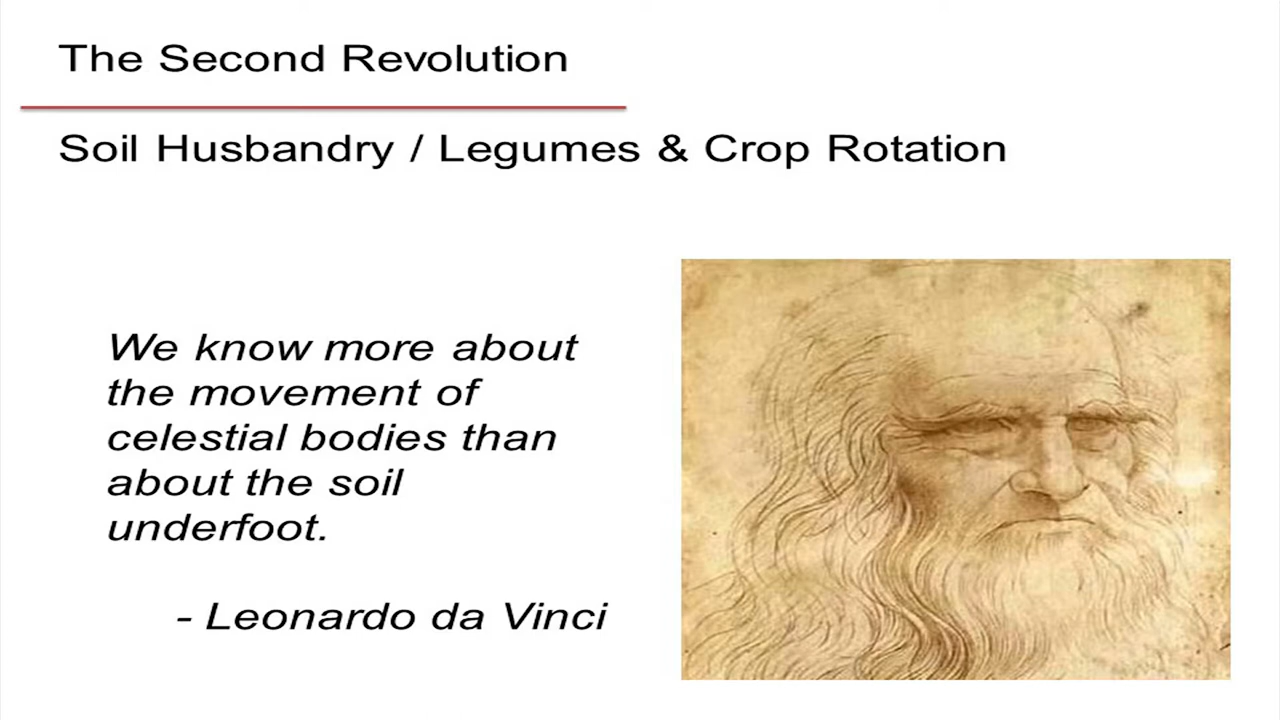 The Second Revolution
Soil Husbandry / Legumes & Crop Rotation
We know more about
the movement of
celestial bodies than
about the soil
underfoot.
- Leonardo da Vinci